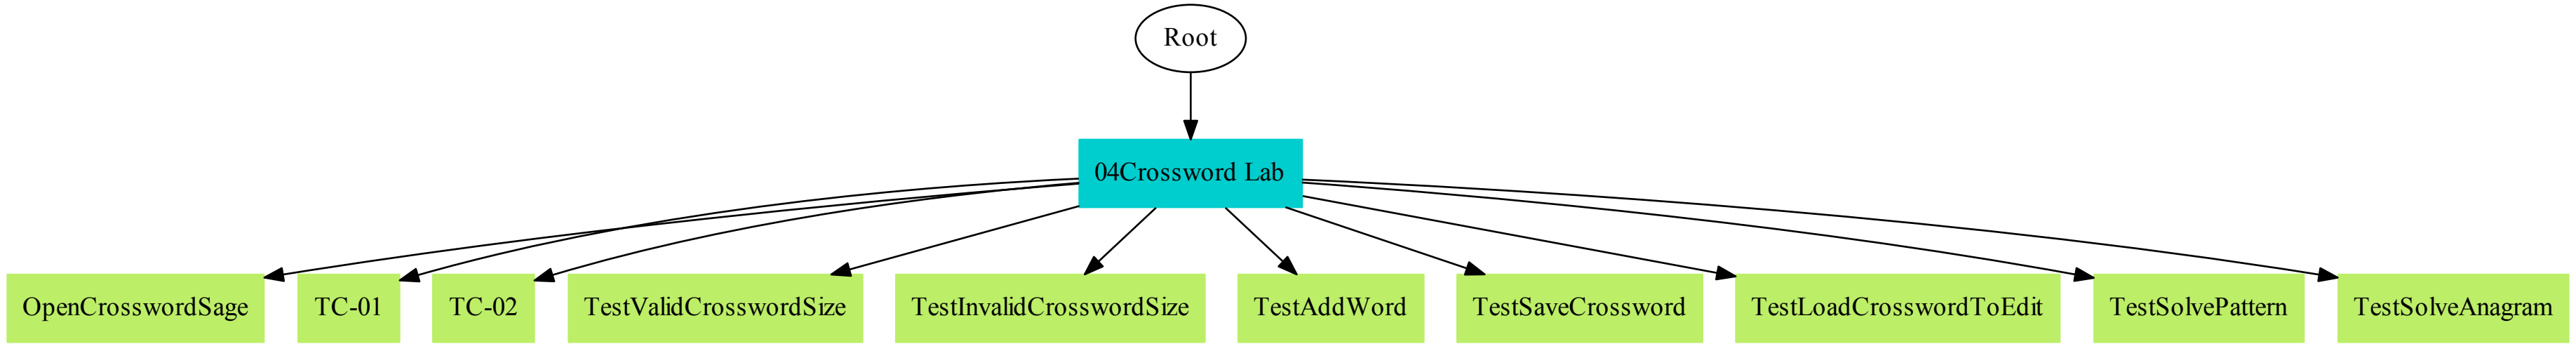 Root
04Crossword Lab
OpenCrosswordSage
TC-01
TC-02
TestValidCrosswordSize
TestInvalidCrosswordSize
TestAddWord
TestSaveCrossword
TestLoadCrosswordToEdit
TestSolvePattern
TestSolveAnagram